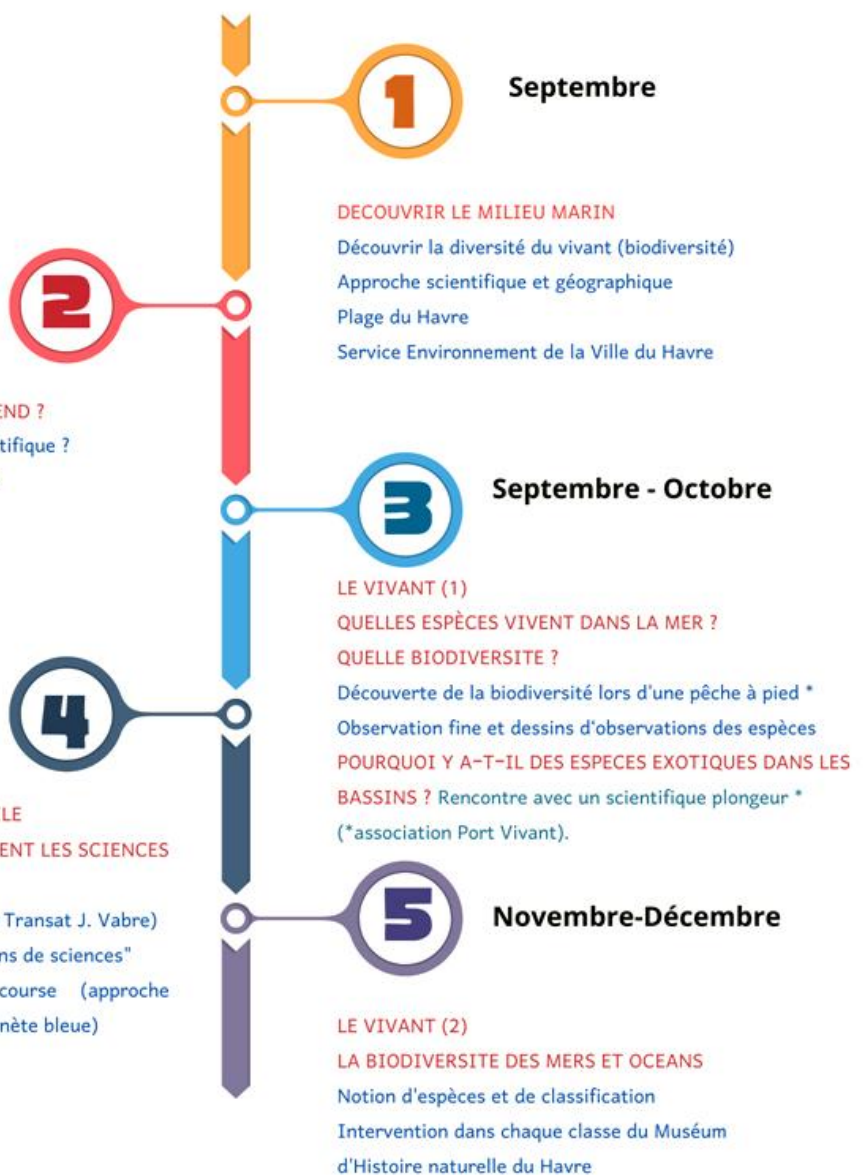 1
Septembre
DECOUVRIR LE MILIEU MARIN
Découvrir la diversité du vivant (biodiversité)
Approche scientifique et géographique
Plage du Havre
Service Environnement de la Ville du Havre
2
END ?
tifique ?
3
Septembre - Octobre
LE VIVANT (1)
QUELLES ESPÈCES VIVENT DANS LA MER ?
QUELLE BIODIVERSITE ?
Découverte de la biodiversité lors d'une pêche à pied *
Observation fine et dessins d'observations des espèces
POURQUOI Y A-T-IL DES ESPECES EXOTIQUES DANS LES
BASSINS ? Rencontre avec un scientifique plongeur *
(*association Port Vivant).
4
LE
ENT LES SCIENCES
Transat J. Vabre)
ns de sciences"
course (approche
nète bleue)
5
Novembre-Décembre
LE VIVANT (2)
LA BIODIVERSITE DES MERS ET OCEANS
Notion d'espèces et de classification
Intervention dans chaque classe du Muséum
d'Histoire naturelle du Havre